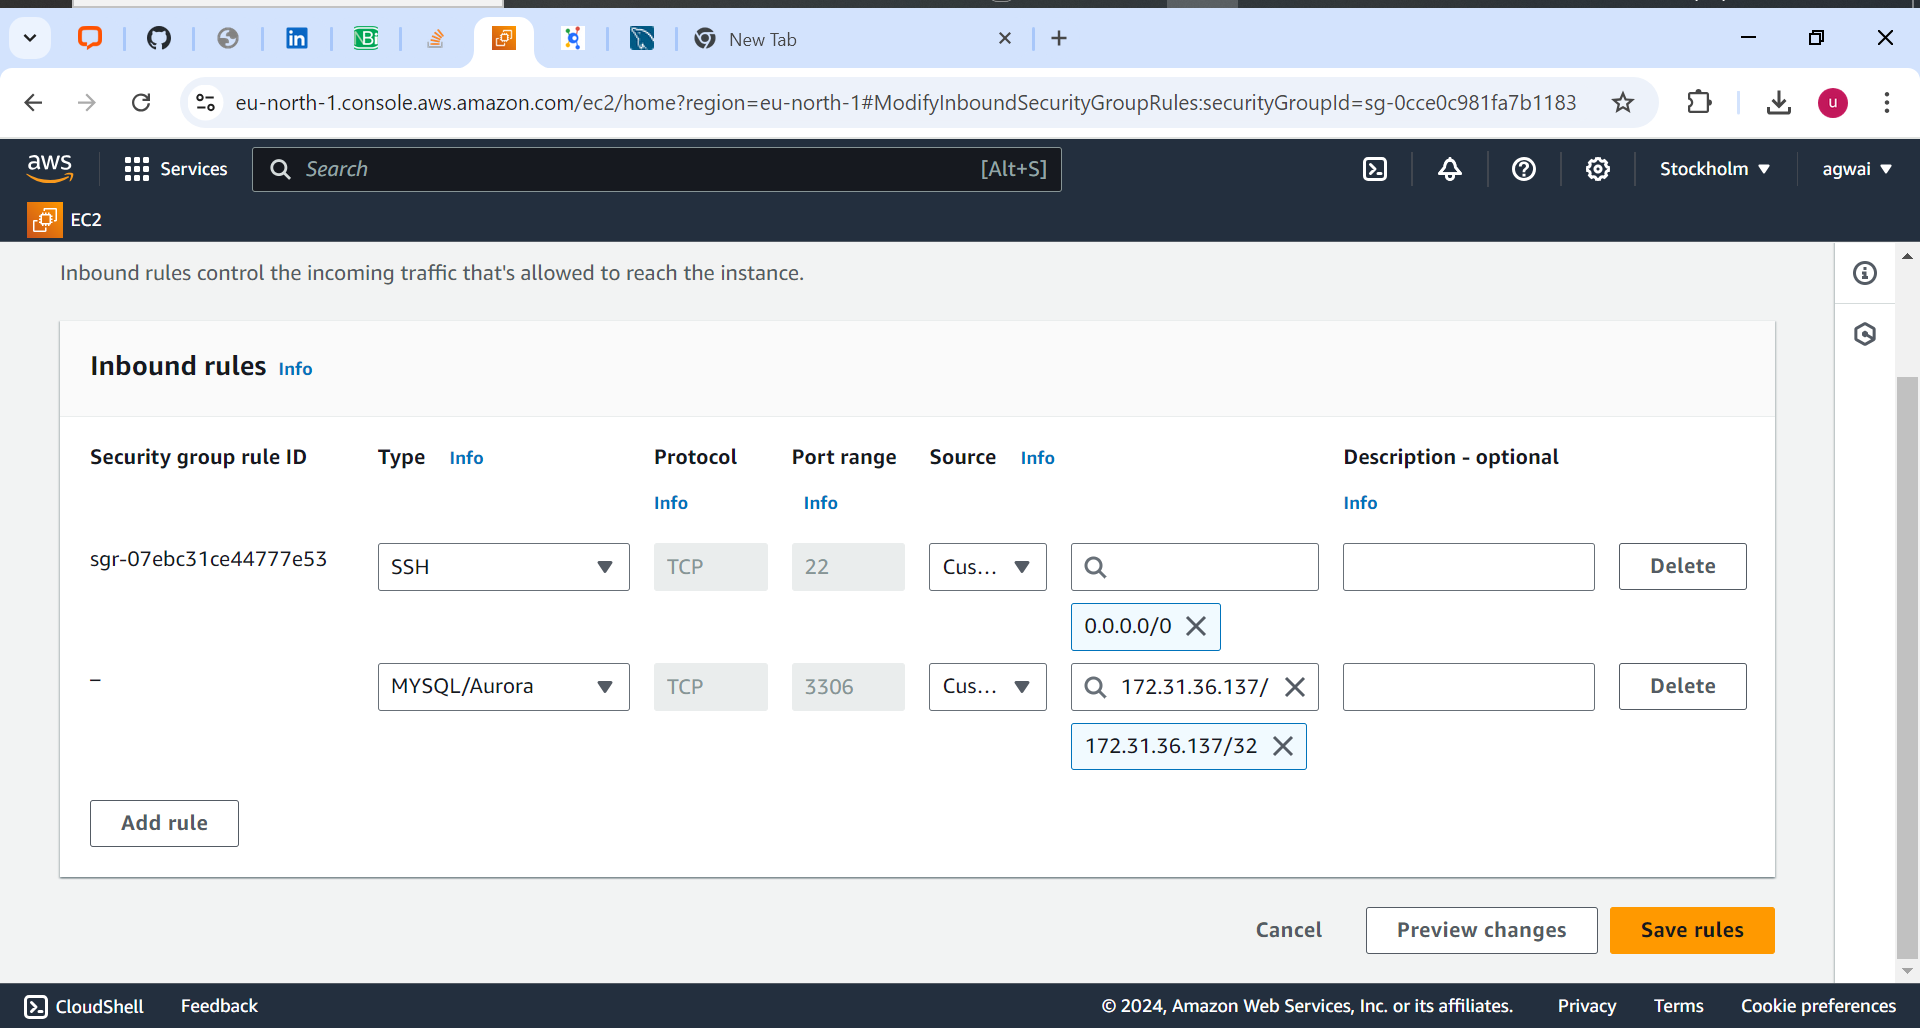 New Tab
eu-north-1.console.aws.amazon.com/ec2/home?region=eu-north-1#ModifyInboundSecurityGroupRules:securityGroupId=sg-0cce0c981fa7b1183
u
aws
Services
Search
[Alt+S]
Stockholm
agwai
EC2
Inbound rules control the incoming traffic that's allowed to reach the instance.
Inbound rules Info
Security group rule ID
Type Info
Protocol Info
Port range Info
Source Info
Description - optional Info
sgr-07ebc31ce44777e53
SSH
TCP
22
Cus...
0.0.0.0/0
Delete
–
MYSQL/Aurora
TCP
3306
Cus...
172.31.36.137/
172.31.36.137/32
Delete
Add rule
Cancel
Preview changes
Save rules
CloudShell
Feedback
© 2024, Amazon Web Services, Inc. or its affiliates.
Privacy
Terms
Cookie preferences